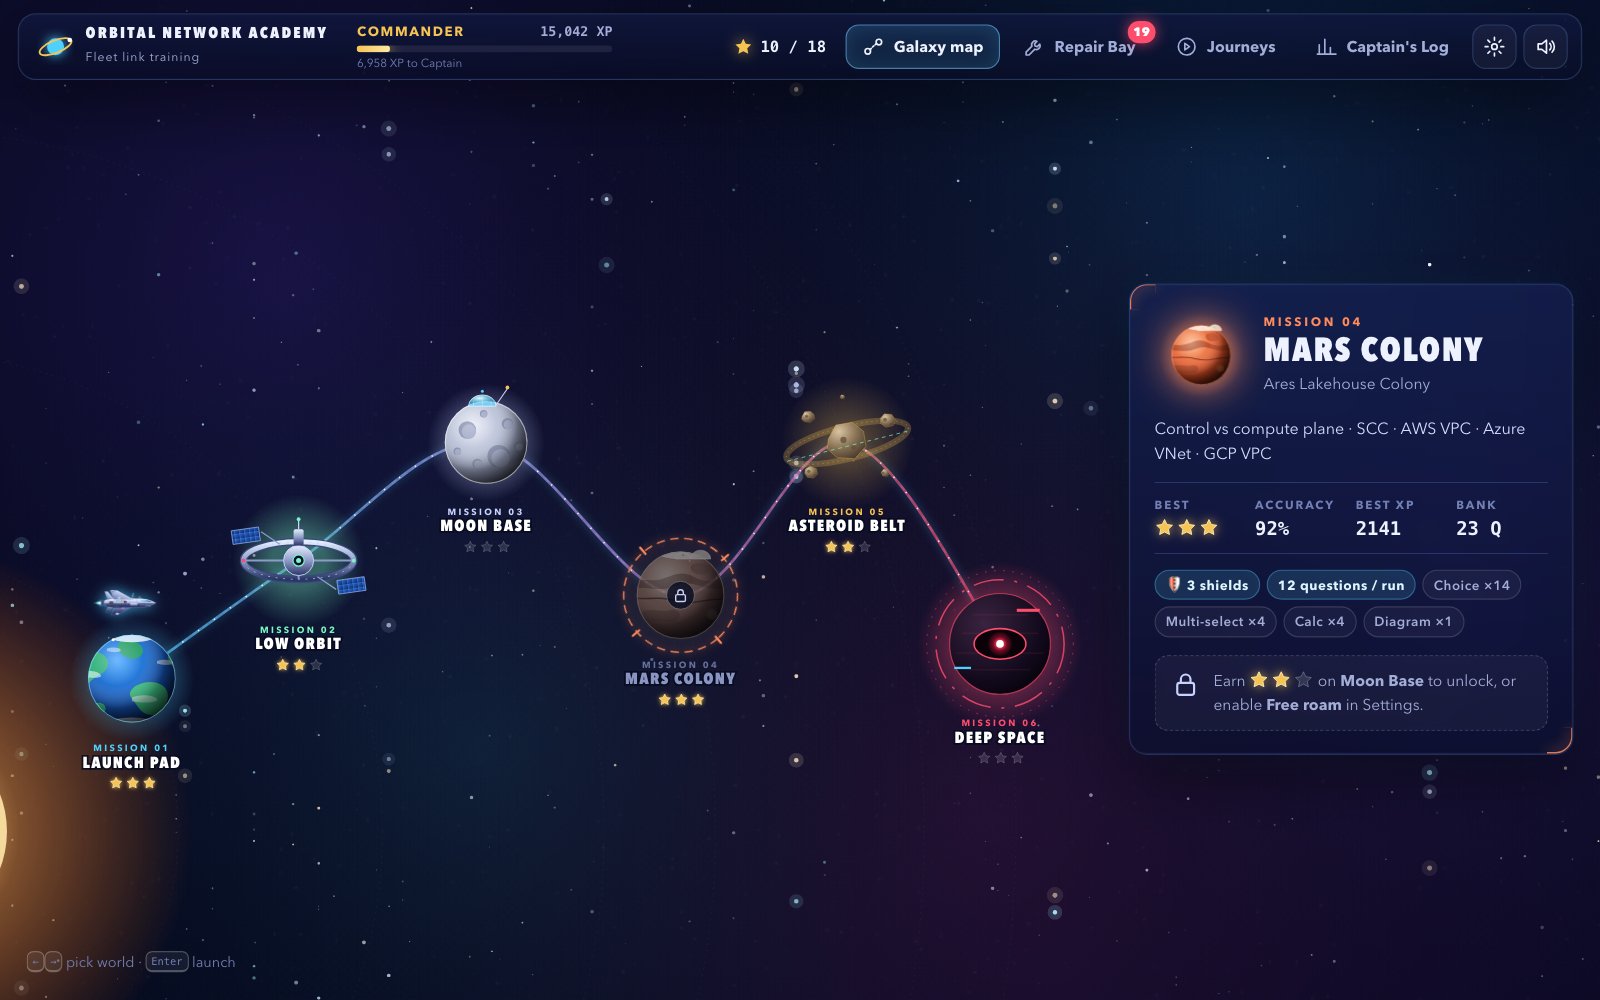 ORBITAL NETWORK ACADEMY
Fleet link training
COMMANDER
15,042 XP
6,958 XP to Captain
10 / 18
Galaxy map
Repair Bay
19
Journeys
Captain's Log
MISSION 03
MOON BASE
MISSION 05
ASTEROID BELT
MISSION 02
LOW ORBIT
MISSION 04
MARS COLONY
MISSION 06
DEEP SPACE
MISSION 01
LAUNCH PAD
MISSION 04
MARS COLONY
Ares Lakehouse Colony
Control vs compute plane · SCC · AWS VPC · Azure
VNet · GCP VPC
BEST
ACCURACY
92%
BEST XP
2141
BANK
23 Q
3 shields
12 questions / run
Choice ×14
Multi-select ×4
Calc ×4
Diagram ×1
Earn ★★★ on Moon Base to unlock, or
enable Free roam in Settings.
← → pick world · Enter launch